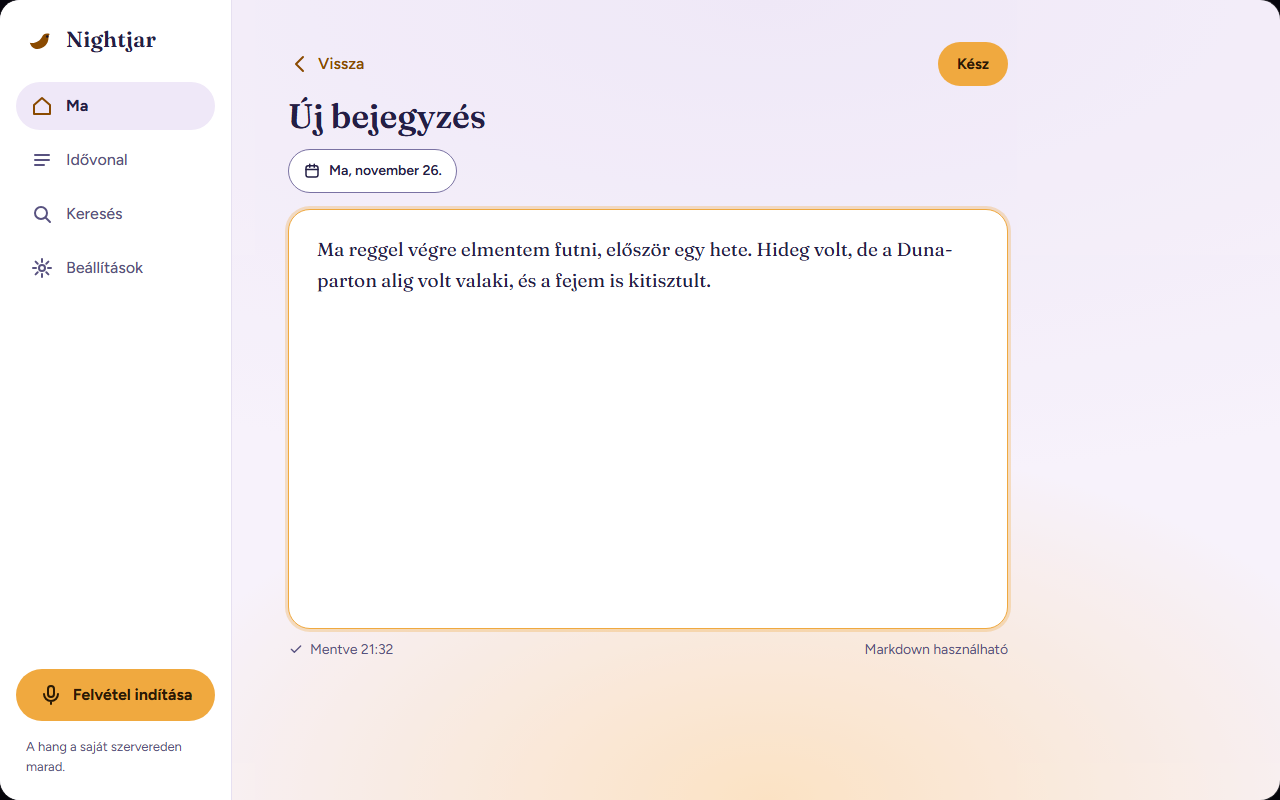 Nightjar
Ma
Idővonal
Keresés
Beállítások
Felvétel indítása
A hang a saját szervereden
marad.
Vissza
Kész
Új bejegyzés
Ma, november 26.
Ma reggel végre elmentem futni, először egy hete. Hideg volt, de a Duna-
parton alig volt valaki, és a fejem is kitisztult.
Mentve 21:32
Markdown használható